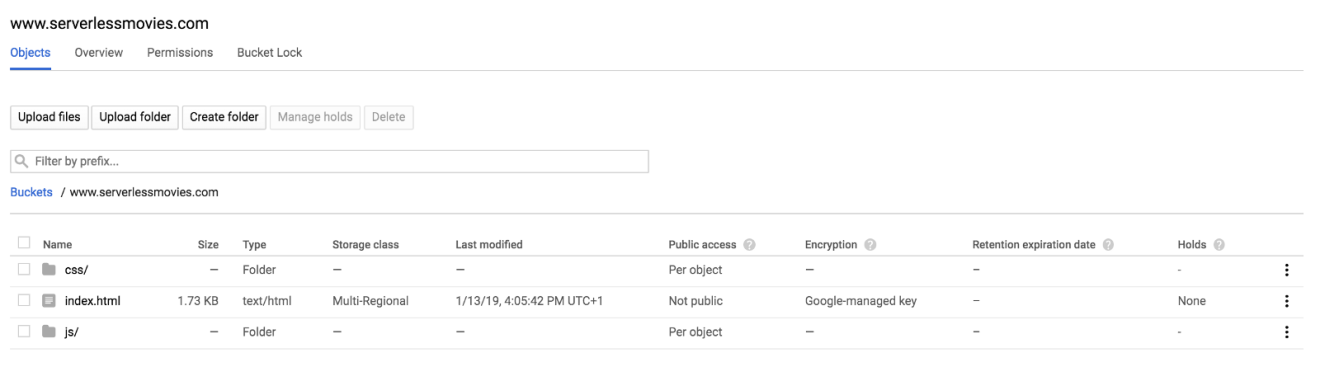 www.serverlessmovies.com
Objects Overview Permissions Bucket Lock
Upload files Upload folder Create folder Manage holds Delete
Filter by prefix...
Buckets / www.serverlessmovies.com
Name Size Type Storage class Last modified Public access Encryption Retention expiration date Holds
css/ — Folder — — Per object — – -
index.html 1.73 KB text/html Multi-Regional 1/13/19, 4:05:42 PM UTC+1 Not public Google-managed key – None
js/ — Folder — — Per object — – -